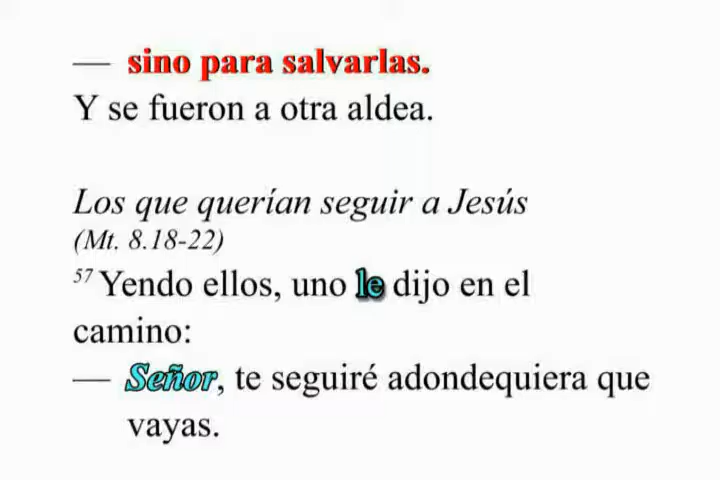 — sino para salvarlas.
Y se fueron a otra aldea.
Los que querían seguir a Jesús
(Mt. 8.18-22)
57 Yendo ellos, uno le dijo en el
camino:
— Señor, te seguiré adondequiera que
vayas.